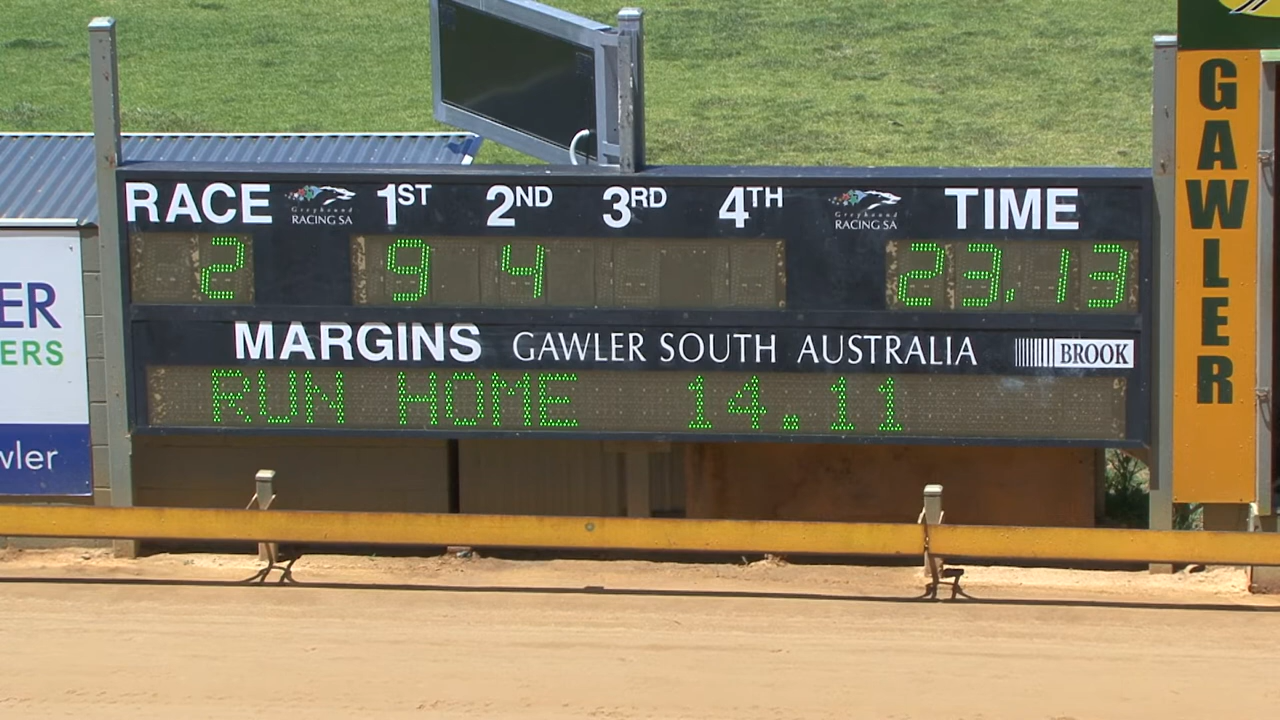 RACE Greyhound RACING SA 1ST 2ND 3RD 4TH Greyhound RACING SA TIME
2 9 4 23.13
MARGINS GAWLER SOUTH AUSTRALIA BROOK
RUN HOME 14.11
GAWLER
ER
ERS
wler